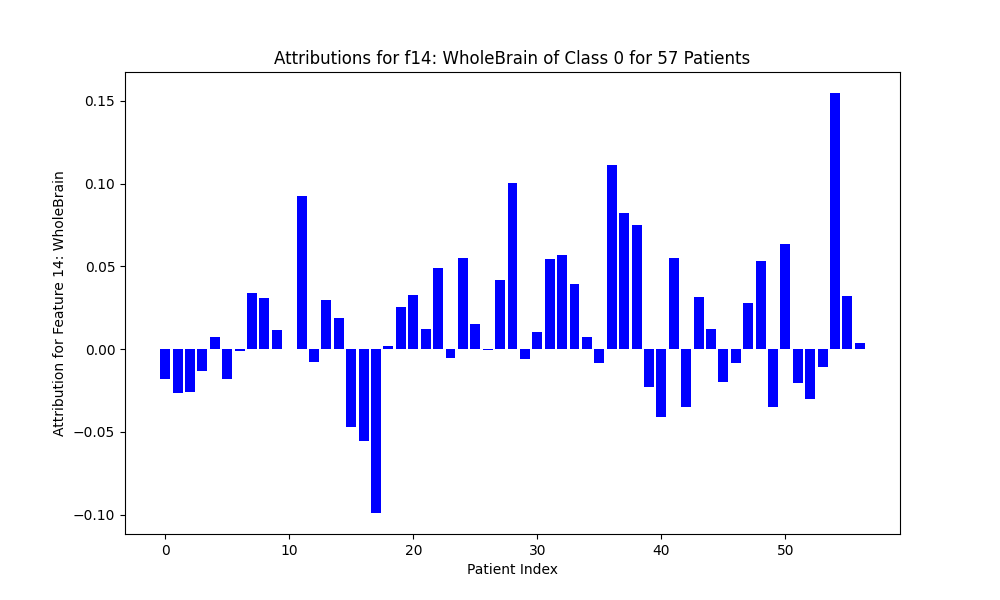 Attributions for f14: WholeBrain of Class 0 for 57 Patients
Attribution for Feature 14: WholeBrain
0.15
0.10
0.05
0.00
−0.05
−0.10
0 10 20 30 40 50
Patient Index